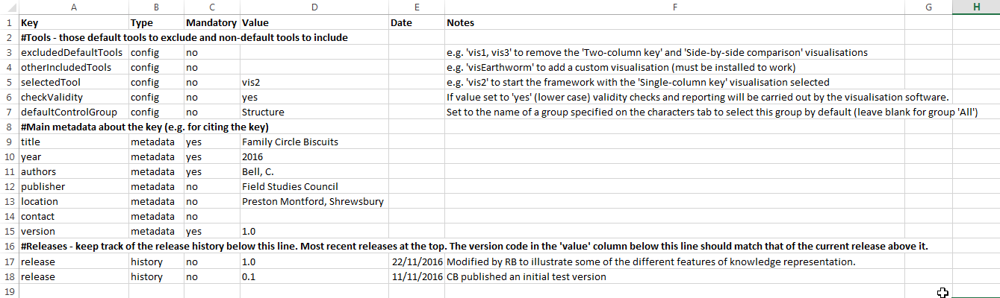 A B C D E F G H
1 Key Type Mandatory Value Date Notes
2 #Tools - those default tools to exclude and non-default tools to include
3 excludedDefaultTools config no e.g. 'vis1, vis3' to remove the 'Two-column key' and 'Side-by-side comparison' visualisations
4 otherIncludedTools config no e.g. 'visEarthworm' to add a custom visualisation (must be installed to work)
5 selectedTool config no vis2 e.g. 'vis2' to start the framework with the 'Single-column key' visualisation selected
6 checkValidity config no yes If value set to 'yes' (lower case) validity checks and reporting will be carried out by the visualisation software.
7 defaultControlGroup config no Structure Set to the name of a group specified on the characters tab to select this group by default (leave blank for group 'All')
8 #Main metadata about the key (e.g. for citing the key)
9 title metadata yes Family Circle Biscuits
10 year metadata yes 2016
11 authors metadata yes Bell, C.
12 publisher metadata no Field Studies Council
13 location metadata no Preston Montford, Shrewsbury
14 contact metadata no
15 version metadata yes 1.0
16 #Releases - keep track of the release history below this line. Most recent releases at the top. The version code in the 'value' column below this line should match that of the current release above it.
17 release history no 1.0 22/11/2016 Modified by RB to illustrate some of the different features of knowledge representation.
18 release history no 0.1 11/11/2016 CB published an initial test version
19